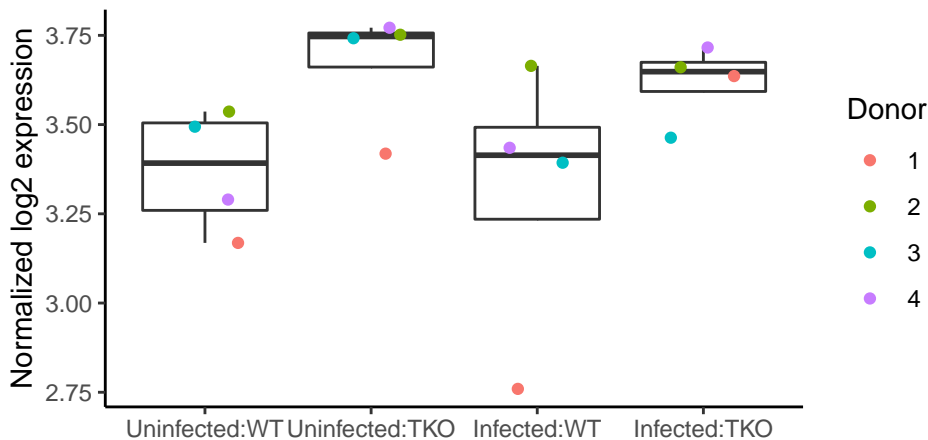 Normalized log2 expression
3.75
3.50
3.25
3.00
2.75
Uninfected:WT
Uninfected:TKO
Infected:WT
Infected:TKO
Donor
1
2
3
4